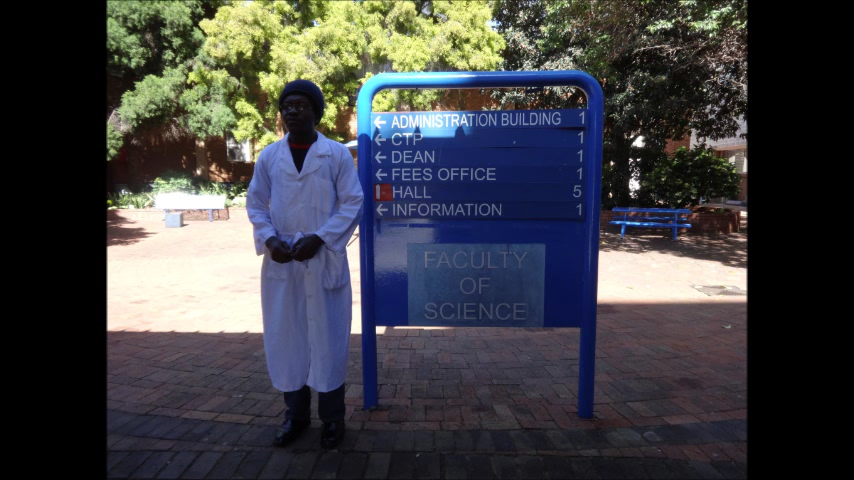 ← ADMINISTRATION BUILDING 1
← CTP 1
← DEAN 1
← FEES OFFICE 1
HALL 5
← INFORMATION 1
FACULTY
OF
SCIENCE